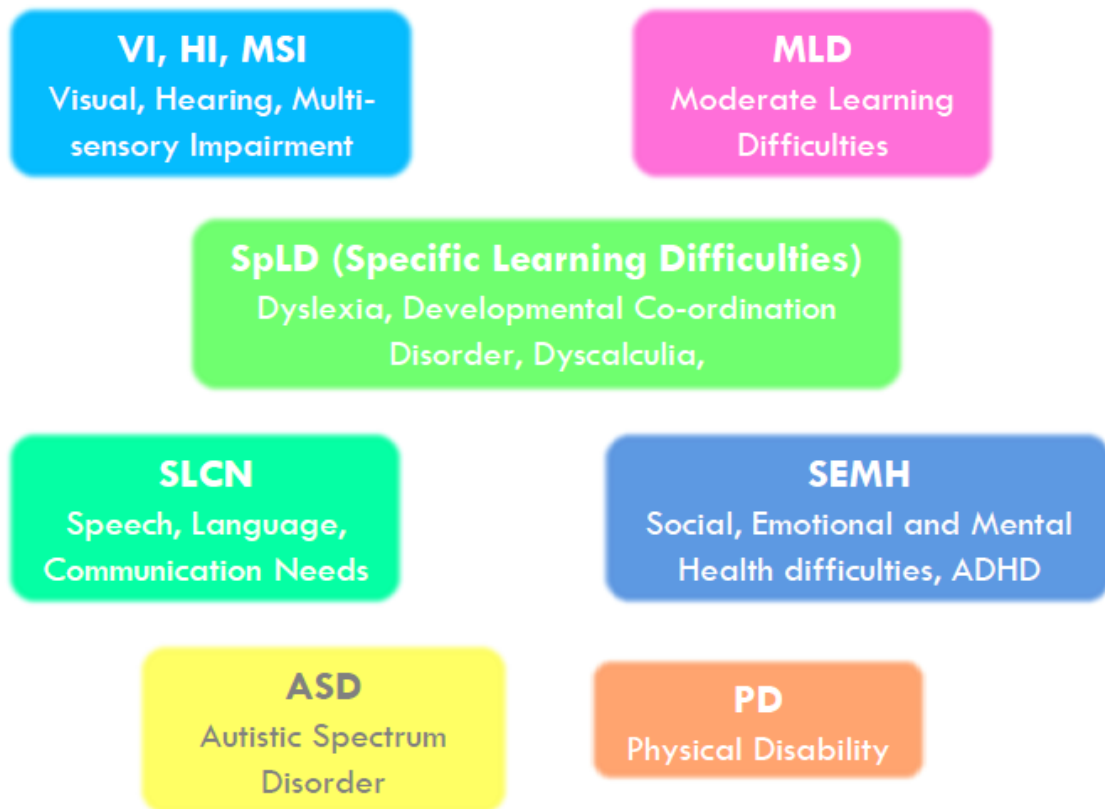 VI, HI, MSI
Visual, Hearing, Multi-
sensory Impairment
MLD
Moderate Learning
Difficulties
SpLD (Specific Learning Difficulties)
Dyslexia, Developmental Co-ordination
Disorder, Dyscalculia,
SLCN
Speech, Language,
Communication Needs
SEMH
Social, Emotional and Mental
Health difficulties, ADHD
ASD
Autistic Spectrum
Disorder
PD
Physical Disability